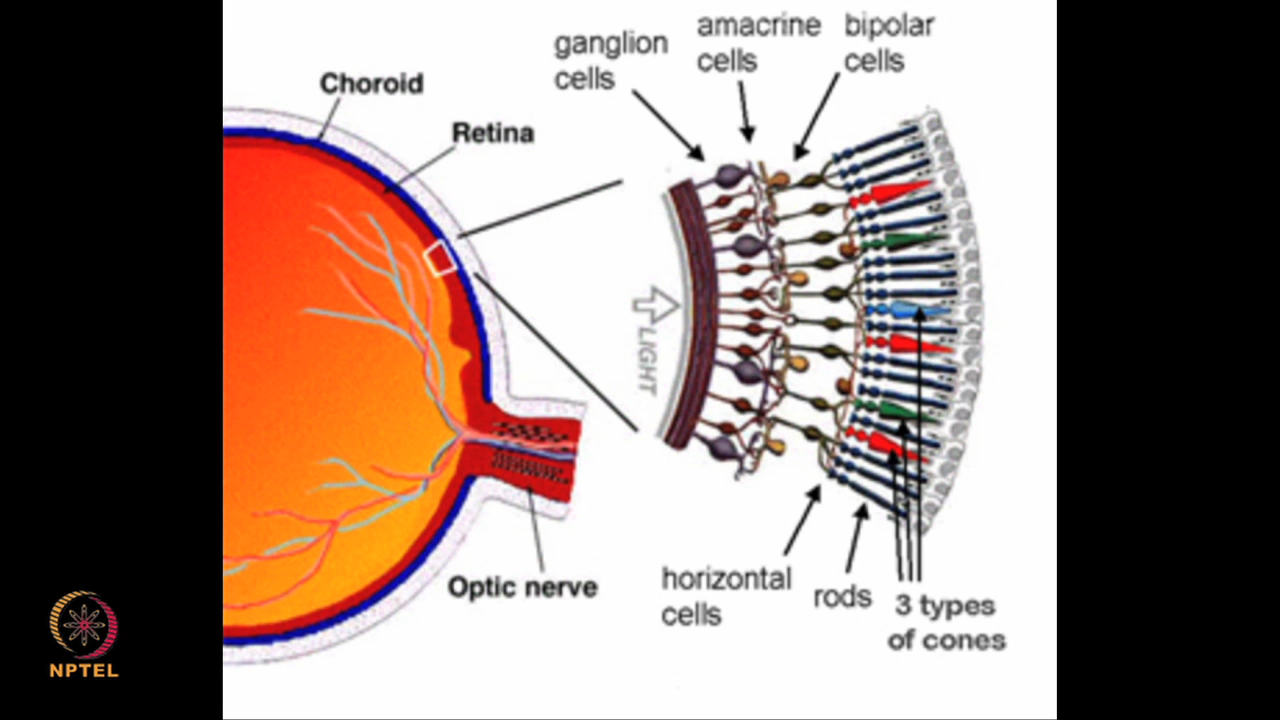 ganglion
cells
amacrine
cells
bipolar
cells
Choroid
Retina
LIGHT
Optic nerve
horizontal
cells
rods
3 types
of cones
NPTEL